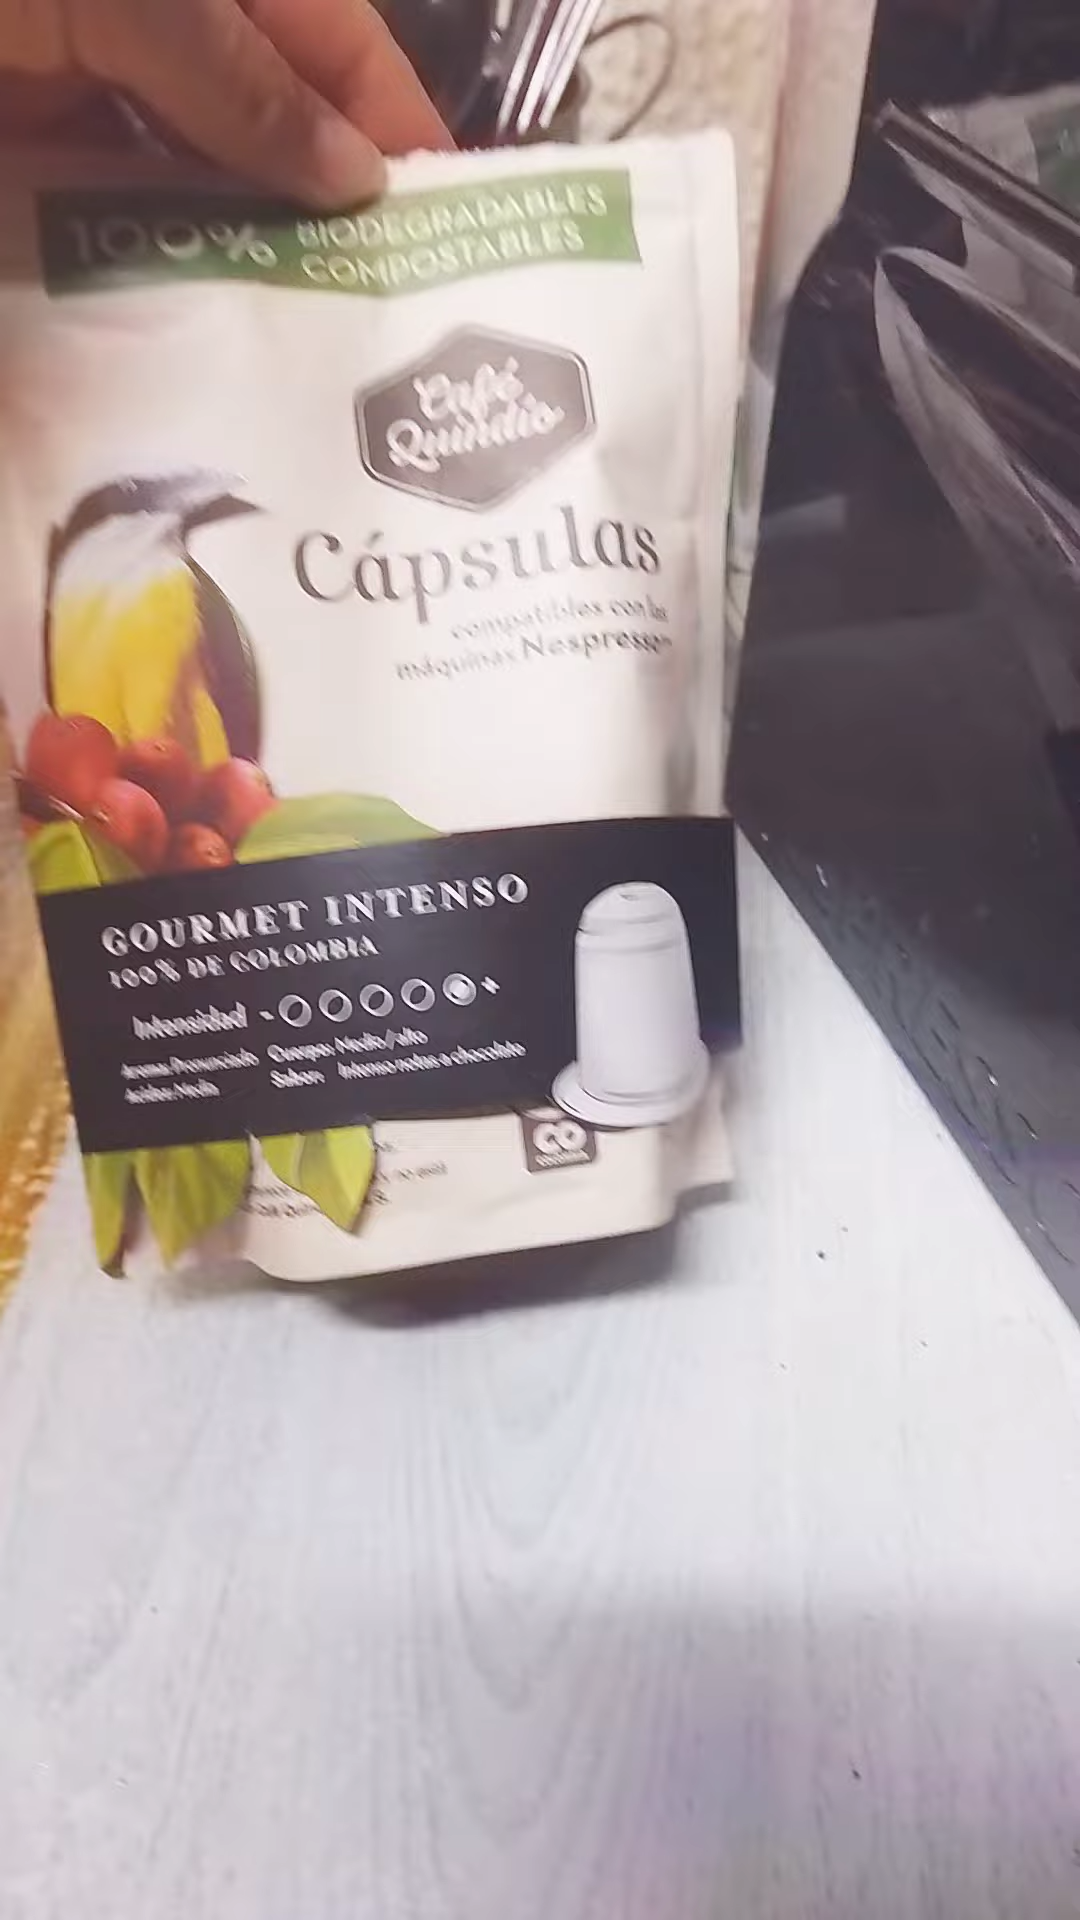 100% BIODEGRADABLES
COMPOSTABLES
Café
Quindío
Cápsulas
compatibles con las
máquinas Nespresso
GOURMET INTENSO
100% DE COLOMBIA
Intensidad - +
Aroma: Pronunciado Cuerpo: Medio/alto
Acidez: Media Sabor: Intenso notas a chocolate
CO